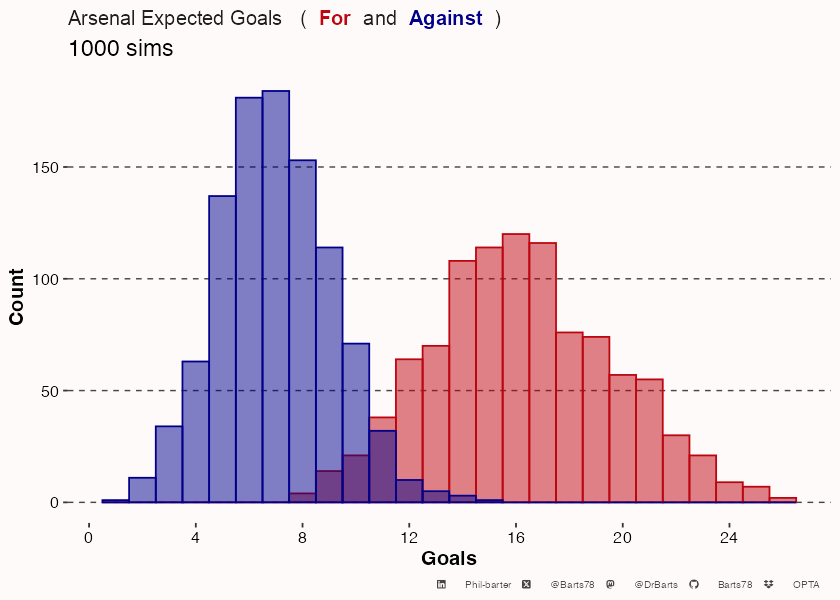 Arsenal Expected Goals ( For and Against )
1000 sims
150
100
50
0
Count
0 4 8 12 16 20 24
Goals
Phil-barter @Barts78 @DrBarts Barts78 OPTA